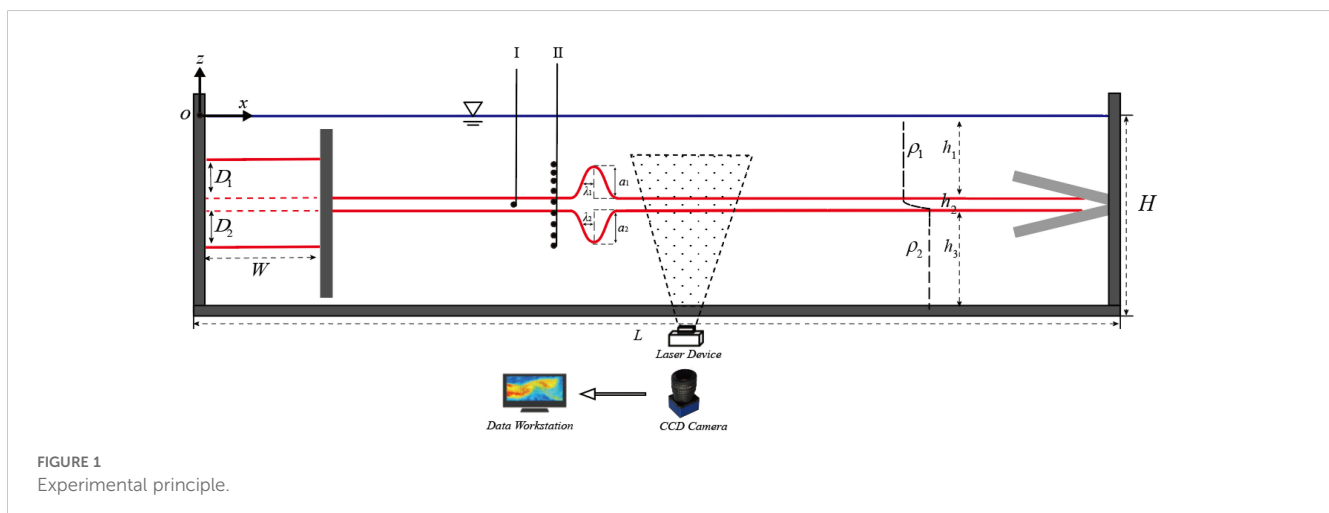 I
II
z
o
x
D₁
D₂
W
λ₁
a₁
λ₂
a₂
ρ₁
h₁
h₂
ρ₂
h₃
H
L
Laser Device
Data Workstation
CCD Camera
FIGURE 1
Experimental principle.